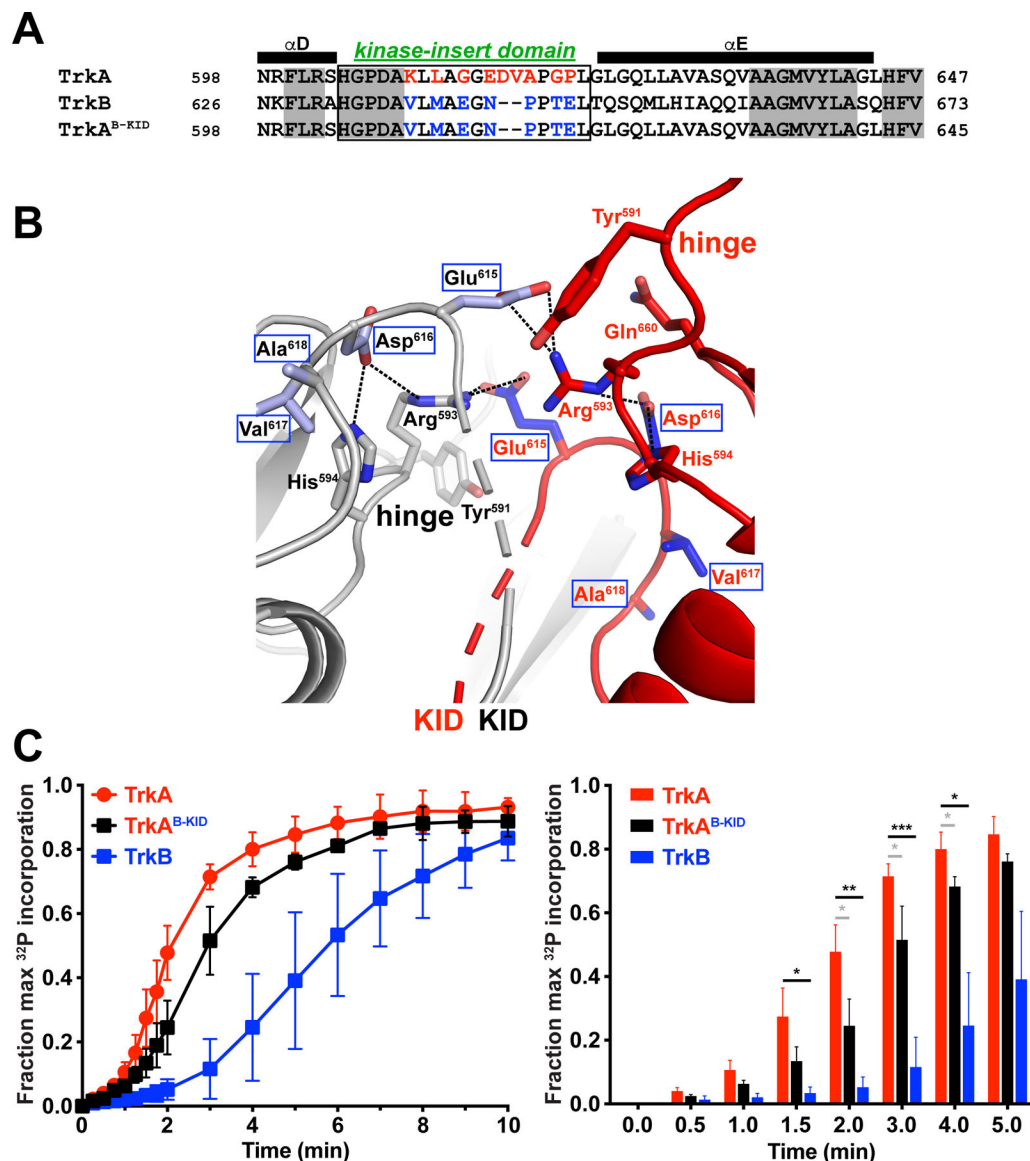 A
αD kinase-insert domain αE
TrkA 598 NRFLRSHGPDAKLLAGGEDVAPGPLGLGQLLAVASQVAAGMVYLAGLHFV 647
TrkB 626 NKFLRAHGPDAVLMAEGN--PPTELTQSQMLHIAQQIAAGMVYLASQHFV 673
TrkA^B-KID 598 NRFLRSHGPDAVLMAEGN--PPTELGLGQLLAVASQVAAGMVYLAGLHFV 645
B
Tyr⁵⁹¹
hinge
Glu⁶¹⁵
Gln⁶⁶⁰
Asp⁶¹⁶
Ala⁶¹⁸
Val⁶¹⁷
Arg⁵⁹³
Arg⁵⁹³
Asp⁶¹⁶
Glu⁶¹⁵
His⁵⁹⁴
His⁵⁹⁴
hinge
Tyr⁵⁹¹
Val⁶¹⁷
Ala⁶¹⁸
KID KID
C
Fraction max ³²P incorporation
1.0
0.8
0.6
0.4
0.2
0.0
TrkA
TrkA^B-KID
TrkB
0 2 4 6 8 10
Time (min)
Fraction max ³²P incorporation
1.0
0.8
0.6
0.4
0.2
0.0
TrkA
TrkA^B-KID
TrkB
*
**
*
***
*
*
*
0.0 0.5 1.0 1.5 2.0 3.0 4.0 5.0
Time (min)